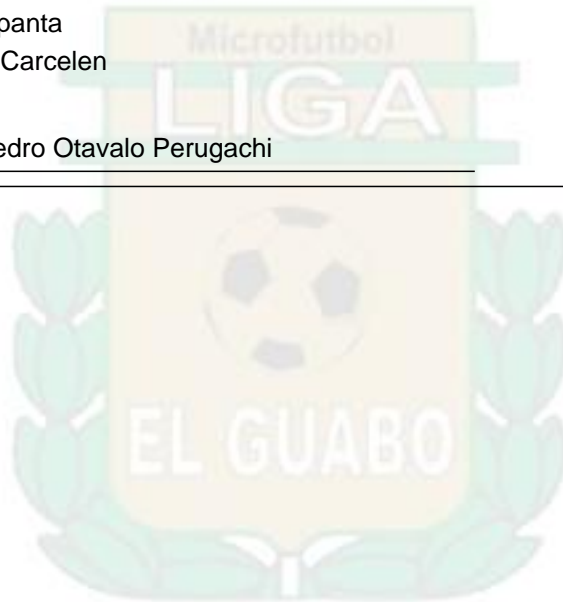 panta
Carcelen
edro Otavalo Perugachi
Microfutbol
LIGA
EL GUABO